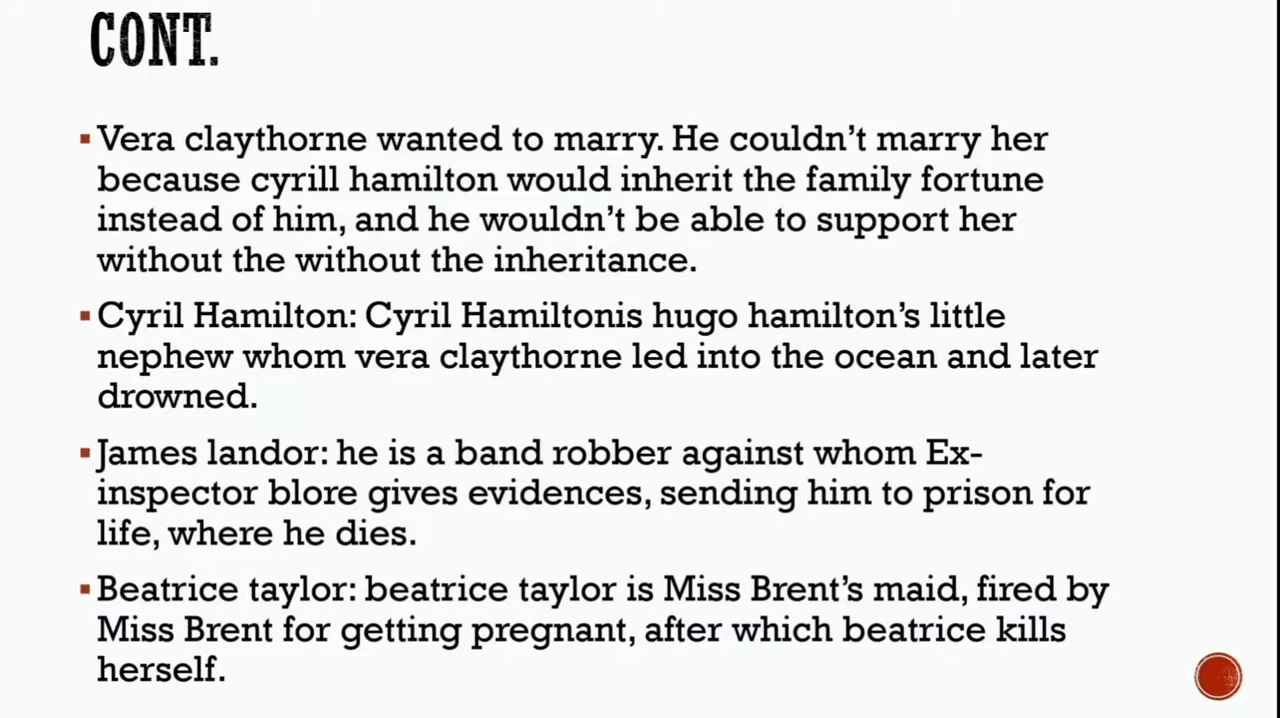 CONT.
Vera claythorne wanted to marry. He couldn't marry her
because cyrill hamilton would inherit the family fortune
instead of him, and he wouldn't be able to support her
without the without the inheritance.
Cyril Hamilton: Cyril Hamiltonis hugo hamilton's little
nephew whom vera claythorne led into the ocean and later
drowned.
James landor: he is a band robber against whom Ex-
inspector blore gives evidences, sending him to prison for
life, where he dies.
Beatrice taylor: beatrice taylor is Miss Brent's maid, fired by
Miss Brent for getting pregnant, after which beatrice kills
herself.